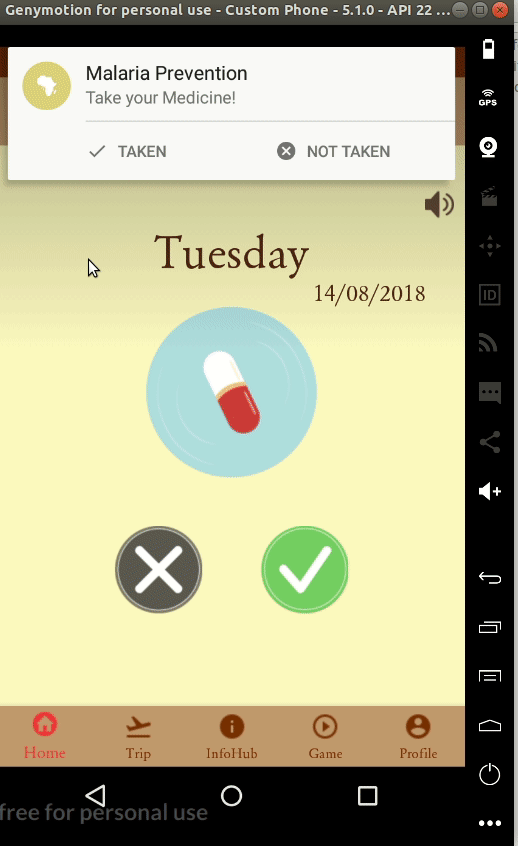 Genymotion for personal use - Custom Phone - 5.1.0 - API 22 ...
Malaria Prevention
Take your Medicine!
TAKEN
NOT TAKEN
GPS
Tuesday
14/08/2018
ID
Home
Trip
InfoHub
Game
Profile
free for personal use